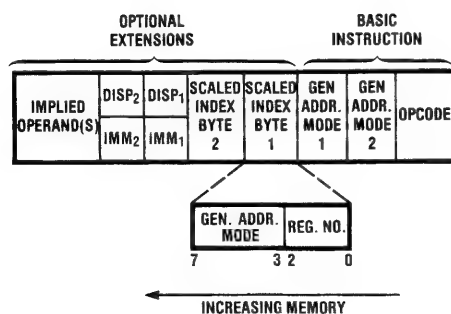 OPTIONAL EXTENSIONS
BASIC INSTRUCTION
IMPLIED OPERAND(S)
DISP2 DISP1
IMM2 IMM1
SCALED INDEX BYTE 2
SCALED INDEX BYTE 1
GEN ADDR. MODE 1
GEN ADDR. MODE 2
OPCODE
GEN. ADDR. MODE
REG. NO.
7 3 2 0
INCREASING MEMORY